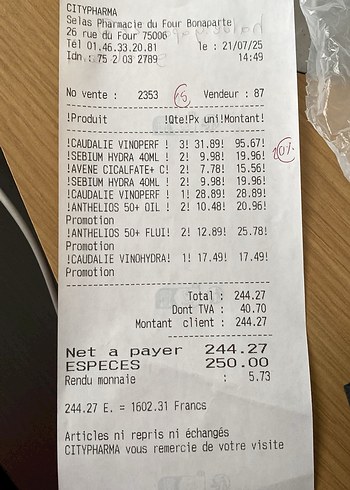 CITYPHARMA
Selas Pharmacie du Four Bonaparte
26 rue du Four 75006
Tél 01.46.33.20.81 le : 21/07/25
Idn : 75 2 03 2789 14:49
No vente : 2353 Vendeur : 87
!Produit !Qte!Px uni!Montant!
!CAUDALIE VINOPERF ! 3! 31.89! 95.67!
!SEBIUM HYDRA 40ML ! 2! 9.98! 19.96!
!AVENE CICALFATE+ C! 2! 7.78! 15.56!
!SEBIUM HYDRA 40ML ! 2! 9.98! 19.96!
!CAUDALIE VINOPERF ! 1! 28.89! 28.89!
!ANTHELIOS 50+ OIL ! 2! 10.48! 20.96!
Promotion
!ANTHELIOS 50+ FLUI! 2! 12.89! 25.78!
Promotion
!CAUDALIE VINOHYDRA! 1! 17.49! 17.49!
Promotion
Total : 244.27
Dont TVA : 40.70
Montant client : 244.27
Net a payer 244.27
ESPECES 250.00
Rendu monnaie : 5.73
244.27 E. = 1602.31 Francs
Articles ni repris ni échangés
CITYPHARMA vous remercie de votre visite